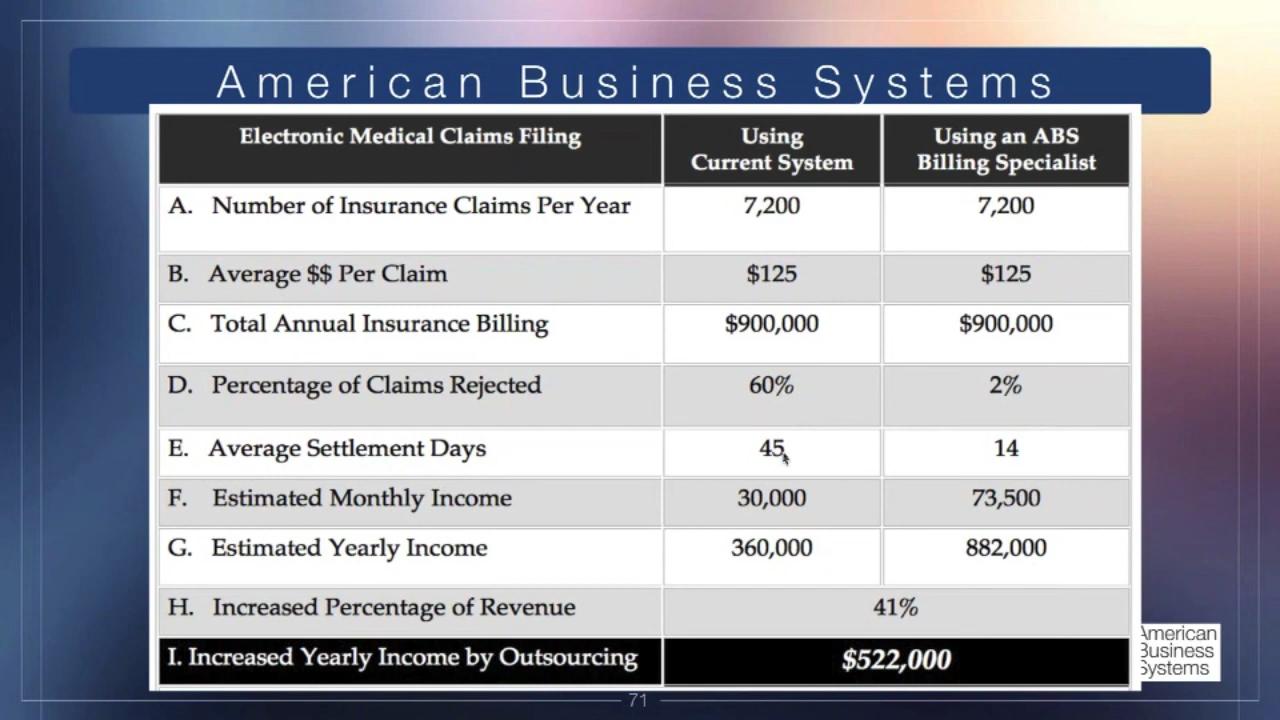 American Business Systems
Electronic Medical Claims Filing
Using
Current System
Using an ABS
Billing Specialist
A. Number of Insurance Claims Per Year 7,200 7,200
B. Average $$ Per Claim $125 $125
C. Total Annual Insurance Billing $900,000 $900,000
D. Percentage of Claims Rejected 60% 2%
E. Average Settlement Days 45 14
F. Estimated Monthly Income 30,000 73,500
G. Estimated Yearly Income 360,000 882,000
H. Increased Percentage of Revenue 41%
I. Increased Yearly Income by Outsourcing $522,000
American
Business
Systems
71